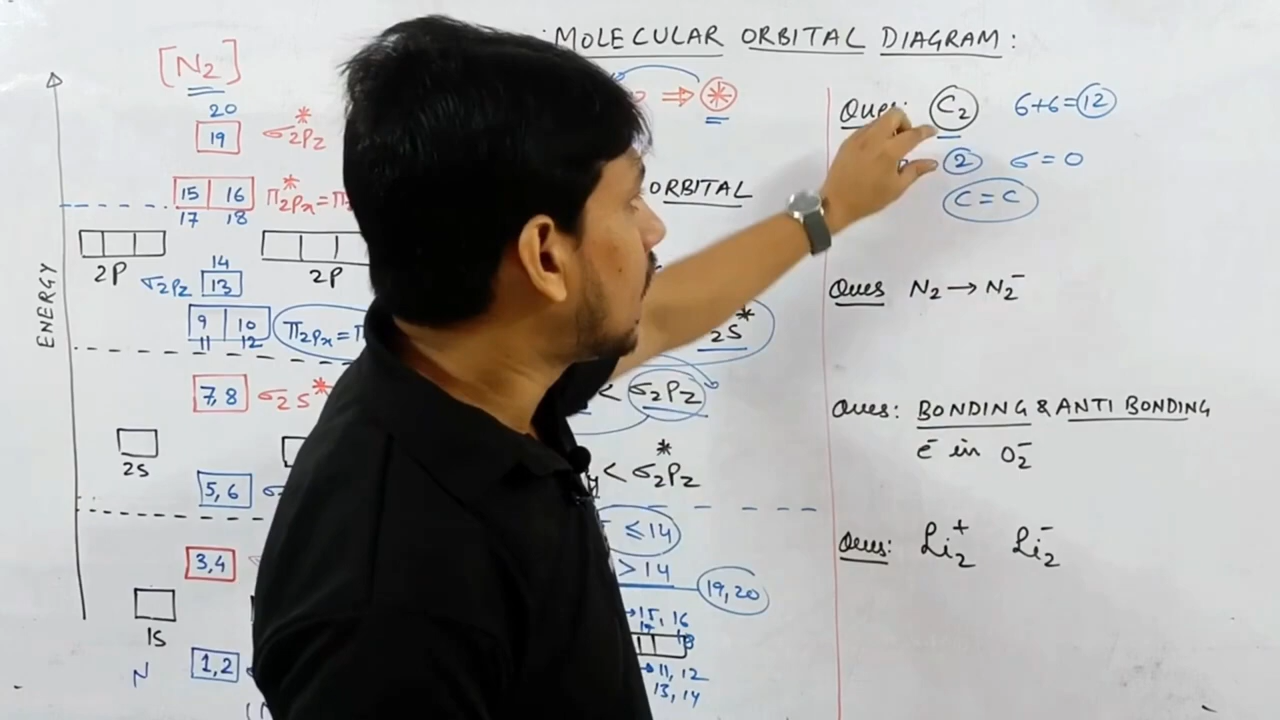 : MOLECULAR ORBITAL DIAGRAM :
[N₂]
20
19 σ*2Pz
15 16 π*2Px=π
17 18
2P 2P
14
σ2Pz 13
9 10 π2Px=π
11 12
7,8 σ2S*
2S
5,6
3,4
1S
N 1,2
ENERGY
⇒ *
ORBITAL
2S*
< σ2Pz
< σ*2Pz
≤14
>14
19,20
→15, 16
17 18
→11, 12
13, 14
Ques: C₂ 6+6=12
2 σ=0
C=C
Ques N₂ → N₂⁻
Ques: BONDING & ANTI BONDING
e⁻ in O₂⁻
Ques: Li₂⁺ Li₂⁻